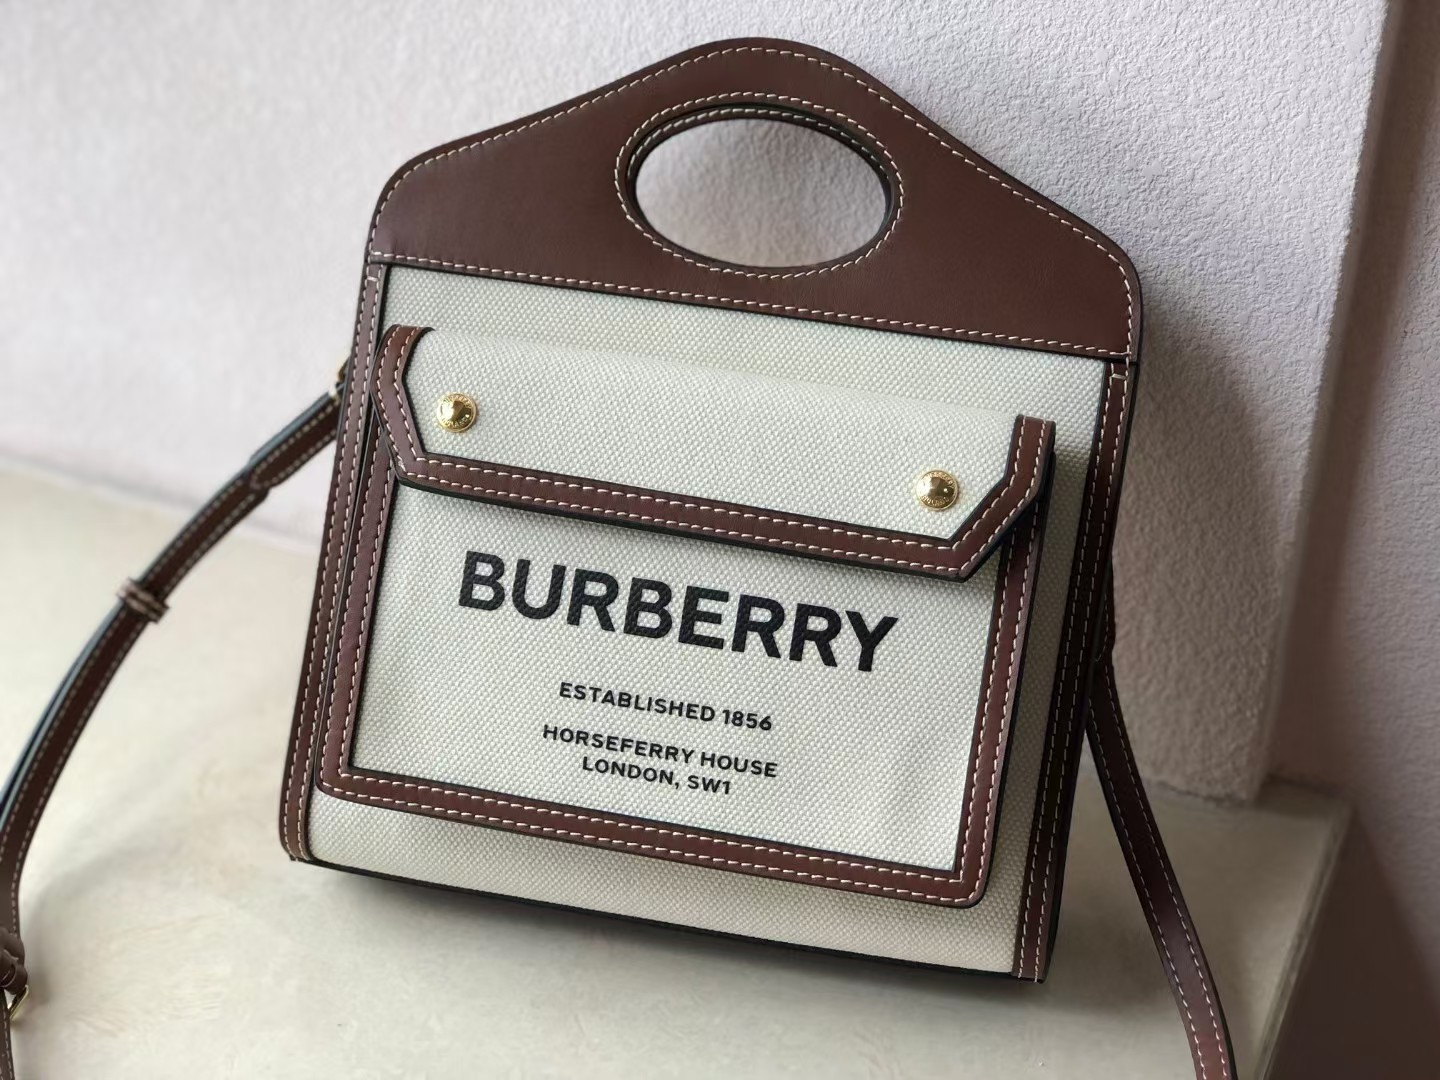 BURBERRY
ESTABLISHED 1856
HORSEFERRY HOUSE
LONDON, SW1